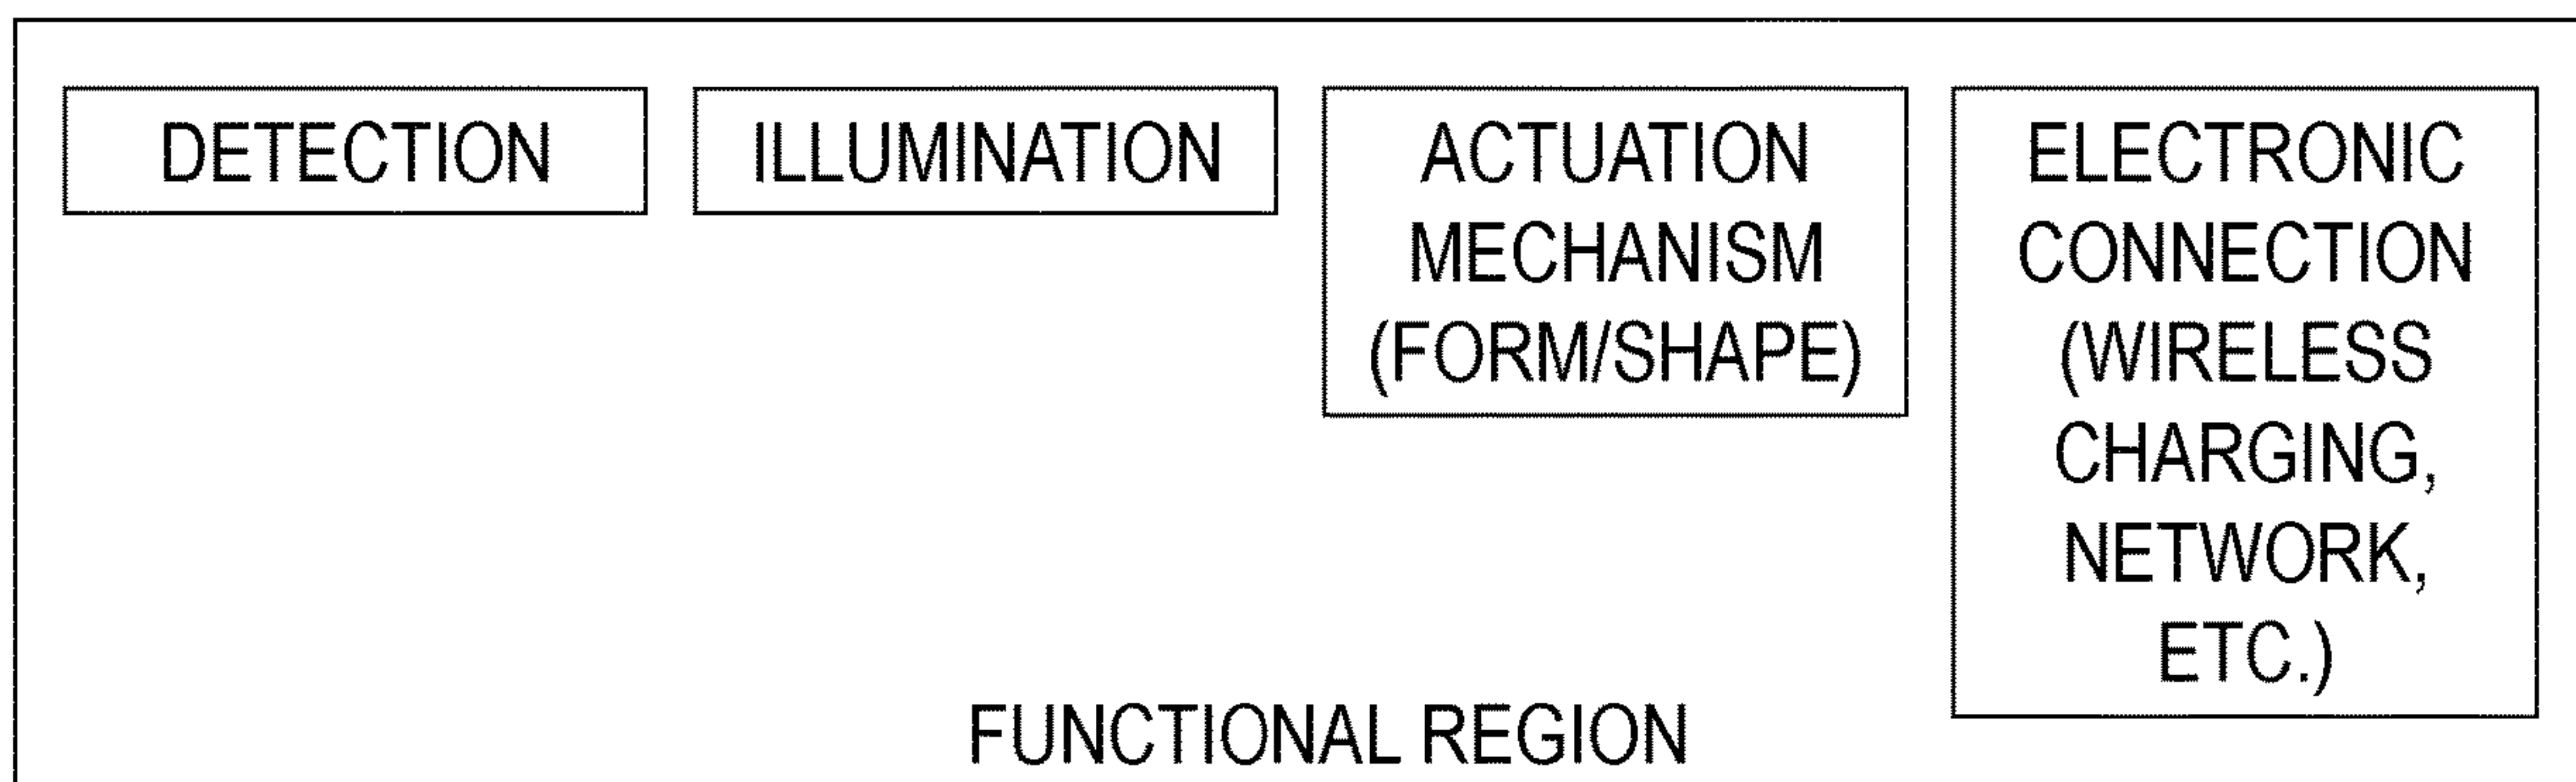 DETECTION
ILLUMINATION
ACTUATION
MECHANISM
(FORM/SHAPE)
ELECTRONIC
CONNECTION
(WIRELESS
CHARGING,
NETWORK,
ETC.)
FUNCTIONAL REGION